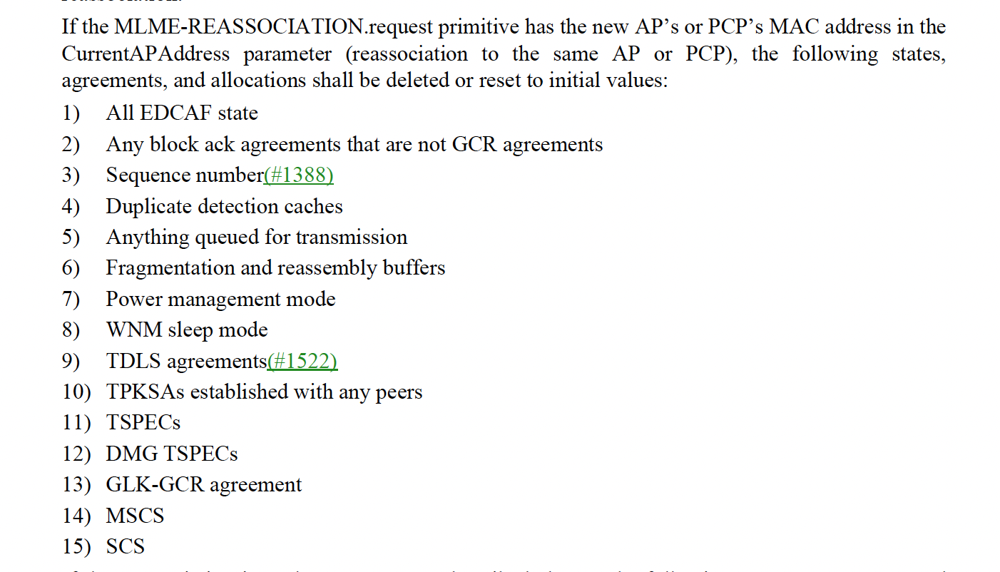 If the MLME-REASSOCIATION.request primitive has the new AP’s or PCP’s MAC address in the
CurrentAPAddress parameter (reassociation to the same AP or PCP), the following states,
agreements, and allocations shall be deleted or reset to initial values:
1) All EDCAF state
2) Any block ack agreements that are not GCR agreements
3) Sequence number(#1388)
4) Duplicate detection caches
5) Anything queued for transmission
6) Fragmentation and reassembly buffers
7) Power management mode
8) WNM sleep mode
9) TDLS agreements(#1522)
10) TPKSAs established with any peers
11) TSPECs
12) DMG TSPECs
13) GLK-GCR agreement
14) MSCS
15) SCS